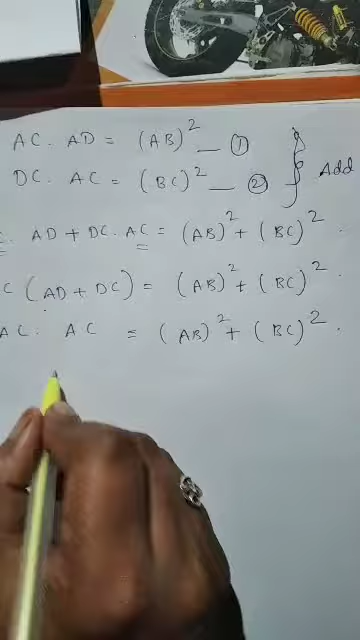 AC. AD = (AB)² — ①
DC. AC = (BC)² — ② } Add
C. AD + DC. AC = (AB)² + (BC)².
C (AD + DC) = (AB)² + (BC)².
AC. AC = (AB)² + (BC)².